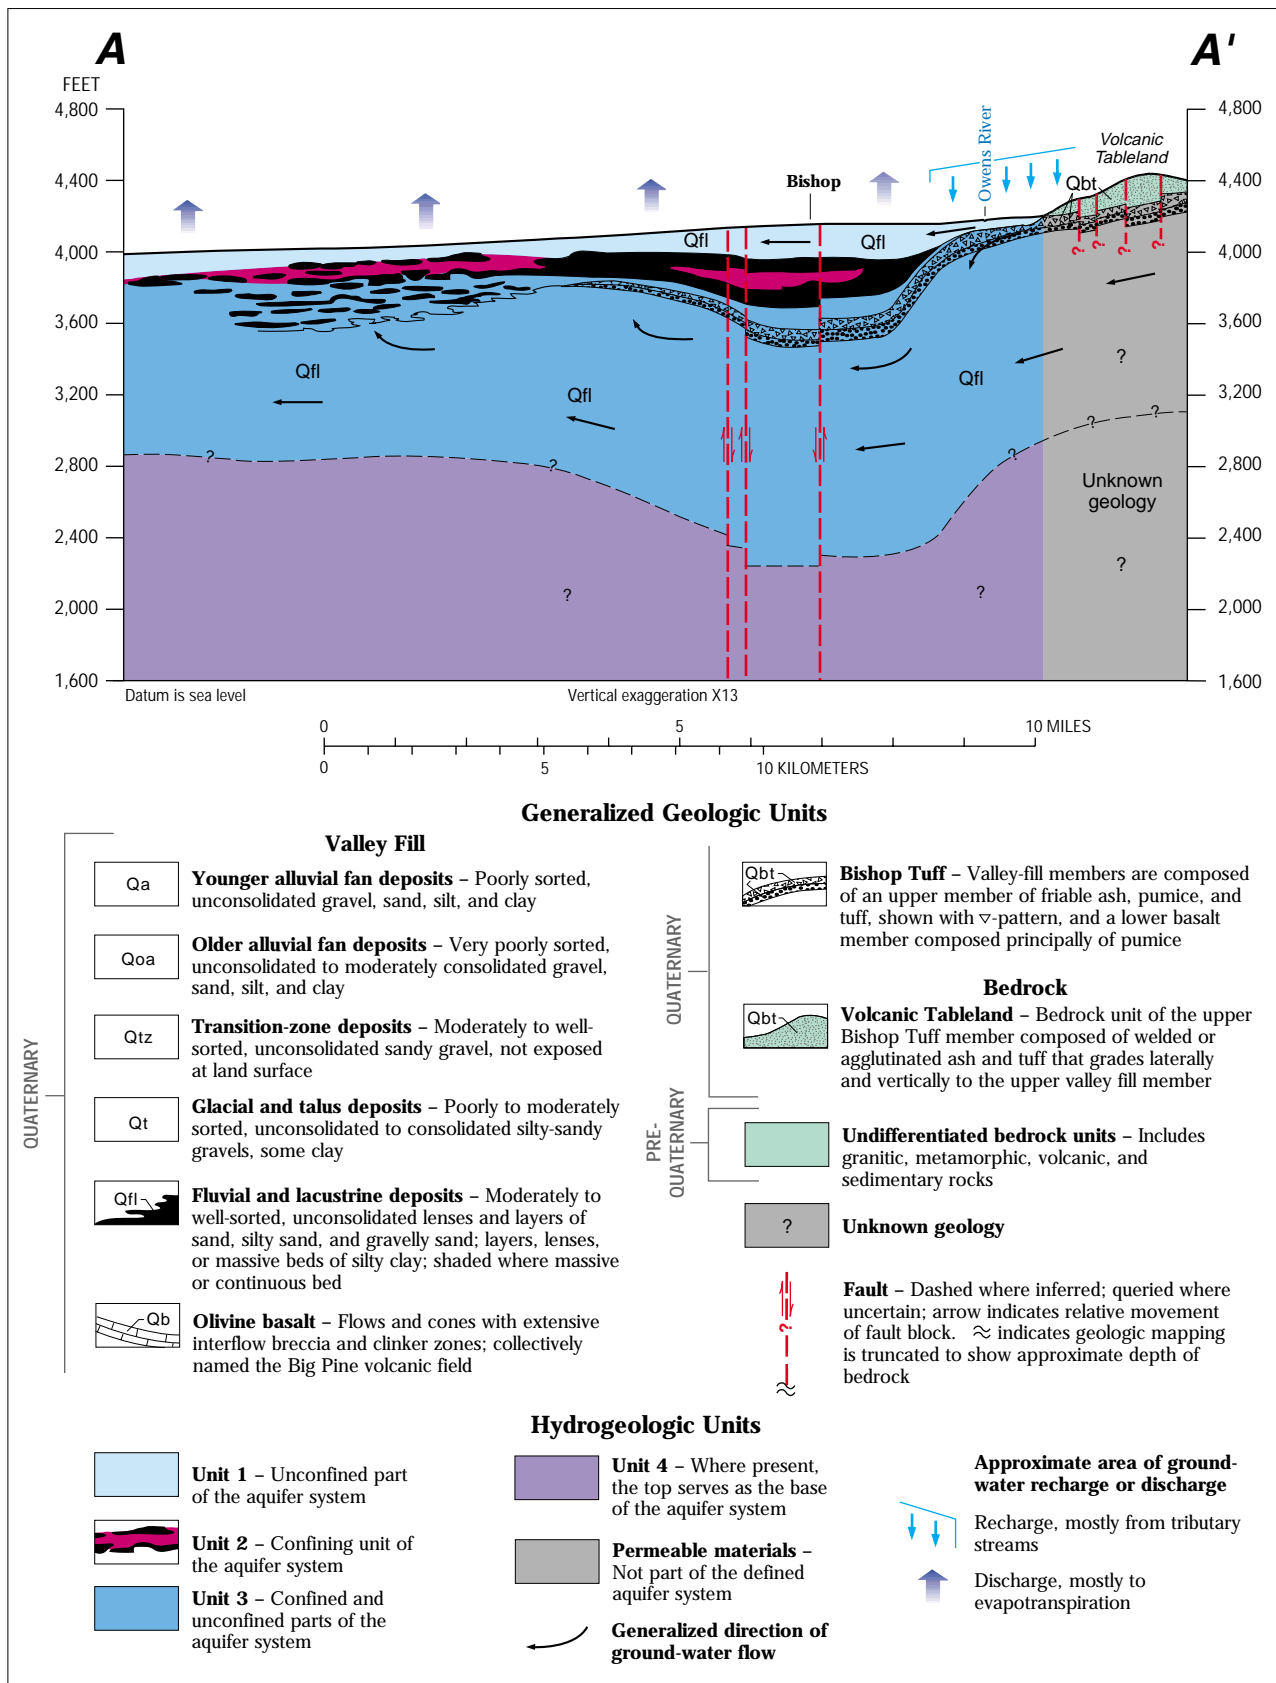 A
A'
FEET
4,800
4,400
4,000
3,600
3,200
2,800
2,400
2,000
1,600
4,800
4,400
4,000
3,600
3,200
2,800
2,400
2,000
1,600
Bishop
Owens River
Volcanic
Tableland
Qbt
Qfl
Qfl
Qfl
Qfl
Qfl
? ? ? ?
?
? ?
? ? ?
Unknown
geology
?
? ?
Datum is sea level
Vertical exaggeration X13
0 5 10 MILES
0 5 10 KILOMETERS
Generalized Geologic Units
QUATERNARY
Valley Fill
Qa
Younger alluvial fan deposits – Poorly sorted,
unconsolidated gravel, sand, silt, and clay
Qoa
Older alluvial fan deposits – Very poorly sorted,
unconsolidated to moderately consolidated gravel,
sand, silt, and clay
Qtz
Transition-zone deposits – Moderately to well-
sorted, unconsolidated sandy gravel, not exposed
at land surface
Qt
Glacial and talus deposits – Poorly to moderately
sorted, unconsolidated to consolidated silty-sandy
gravels, some clay
Qfl
Fluvial and lacustrine deposits – Moderately to
well-sorted, unconsolidated lenses and layers of
sand, silty sand, and gravelly sand; layers, lenses,
or massive beds of silty clay; shaded where massive
or continuous bed
Qb
Olivine basalt – Flows and cones with extensive
interflow breccia and clinker zones; collectively
named the Big Pine volcanic field
QUATERNARY
Qbt
Bishop Tuff – Valley-fill members are composed
of an upper member of friable ash, pumice, and
tuff, shown with ▽-pattern, and a lower basalt
member composed principally of pumice
Bedrock
Qbt
Volcanic Tableland – Bedrock unit of the upper
Bishop Tuff member composed of welded or
agglutinated ash and tuff that grades laterally
and vertically to the upper valley fill member
PRE-
QUATERNARY
Undifferentiated bedrock units – Includes
granitic, metamorphic, volcanic, and
sedimentary rocks
?
Unknown geology
?
Fault – Dashed where inferred; queried where
uncertain; arrow indicates relative movement
of fault block. ≈ indicates geologic mapping
is truncated to show approximate depth of
bedrock
Hydrogeologic Units
Unit 1 – Unconfined part
of the aquifer system
Unit 2 – Confining unit of
the aquifer system
Unit 3 – Confined and
unconfined parts of the
aquifer system
Unit 4 – Where present,
the top serves as the base
of the aquifer system
Permeable materials –
Not part of the defined
aquifer system
Generalized direction of
ground-water flow
Approximate area of ground-
water recharge or discharge
Recharge, mostly from tributary
streams
Discharge, mostly to
evapotranspiration